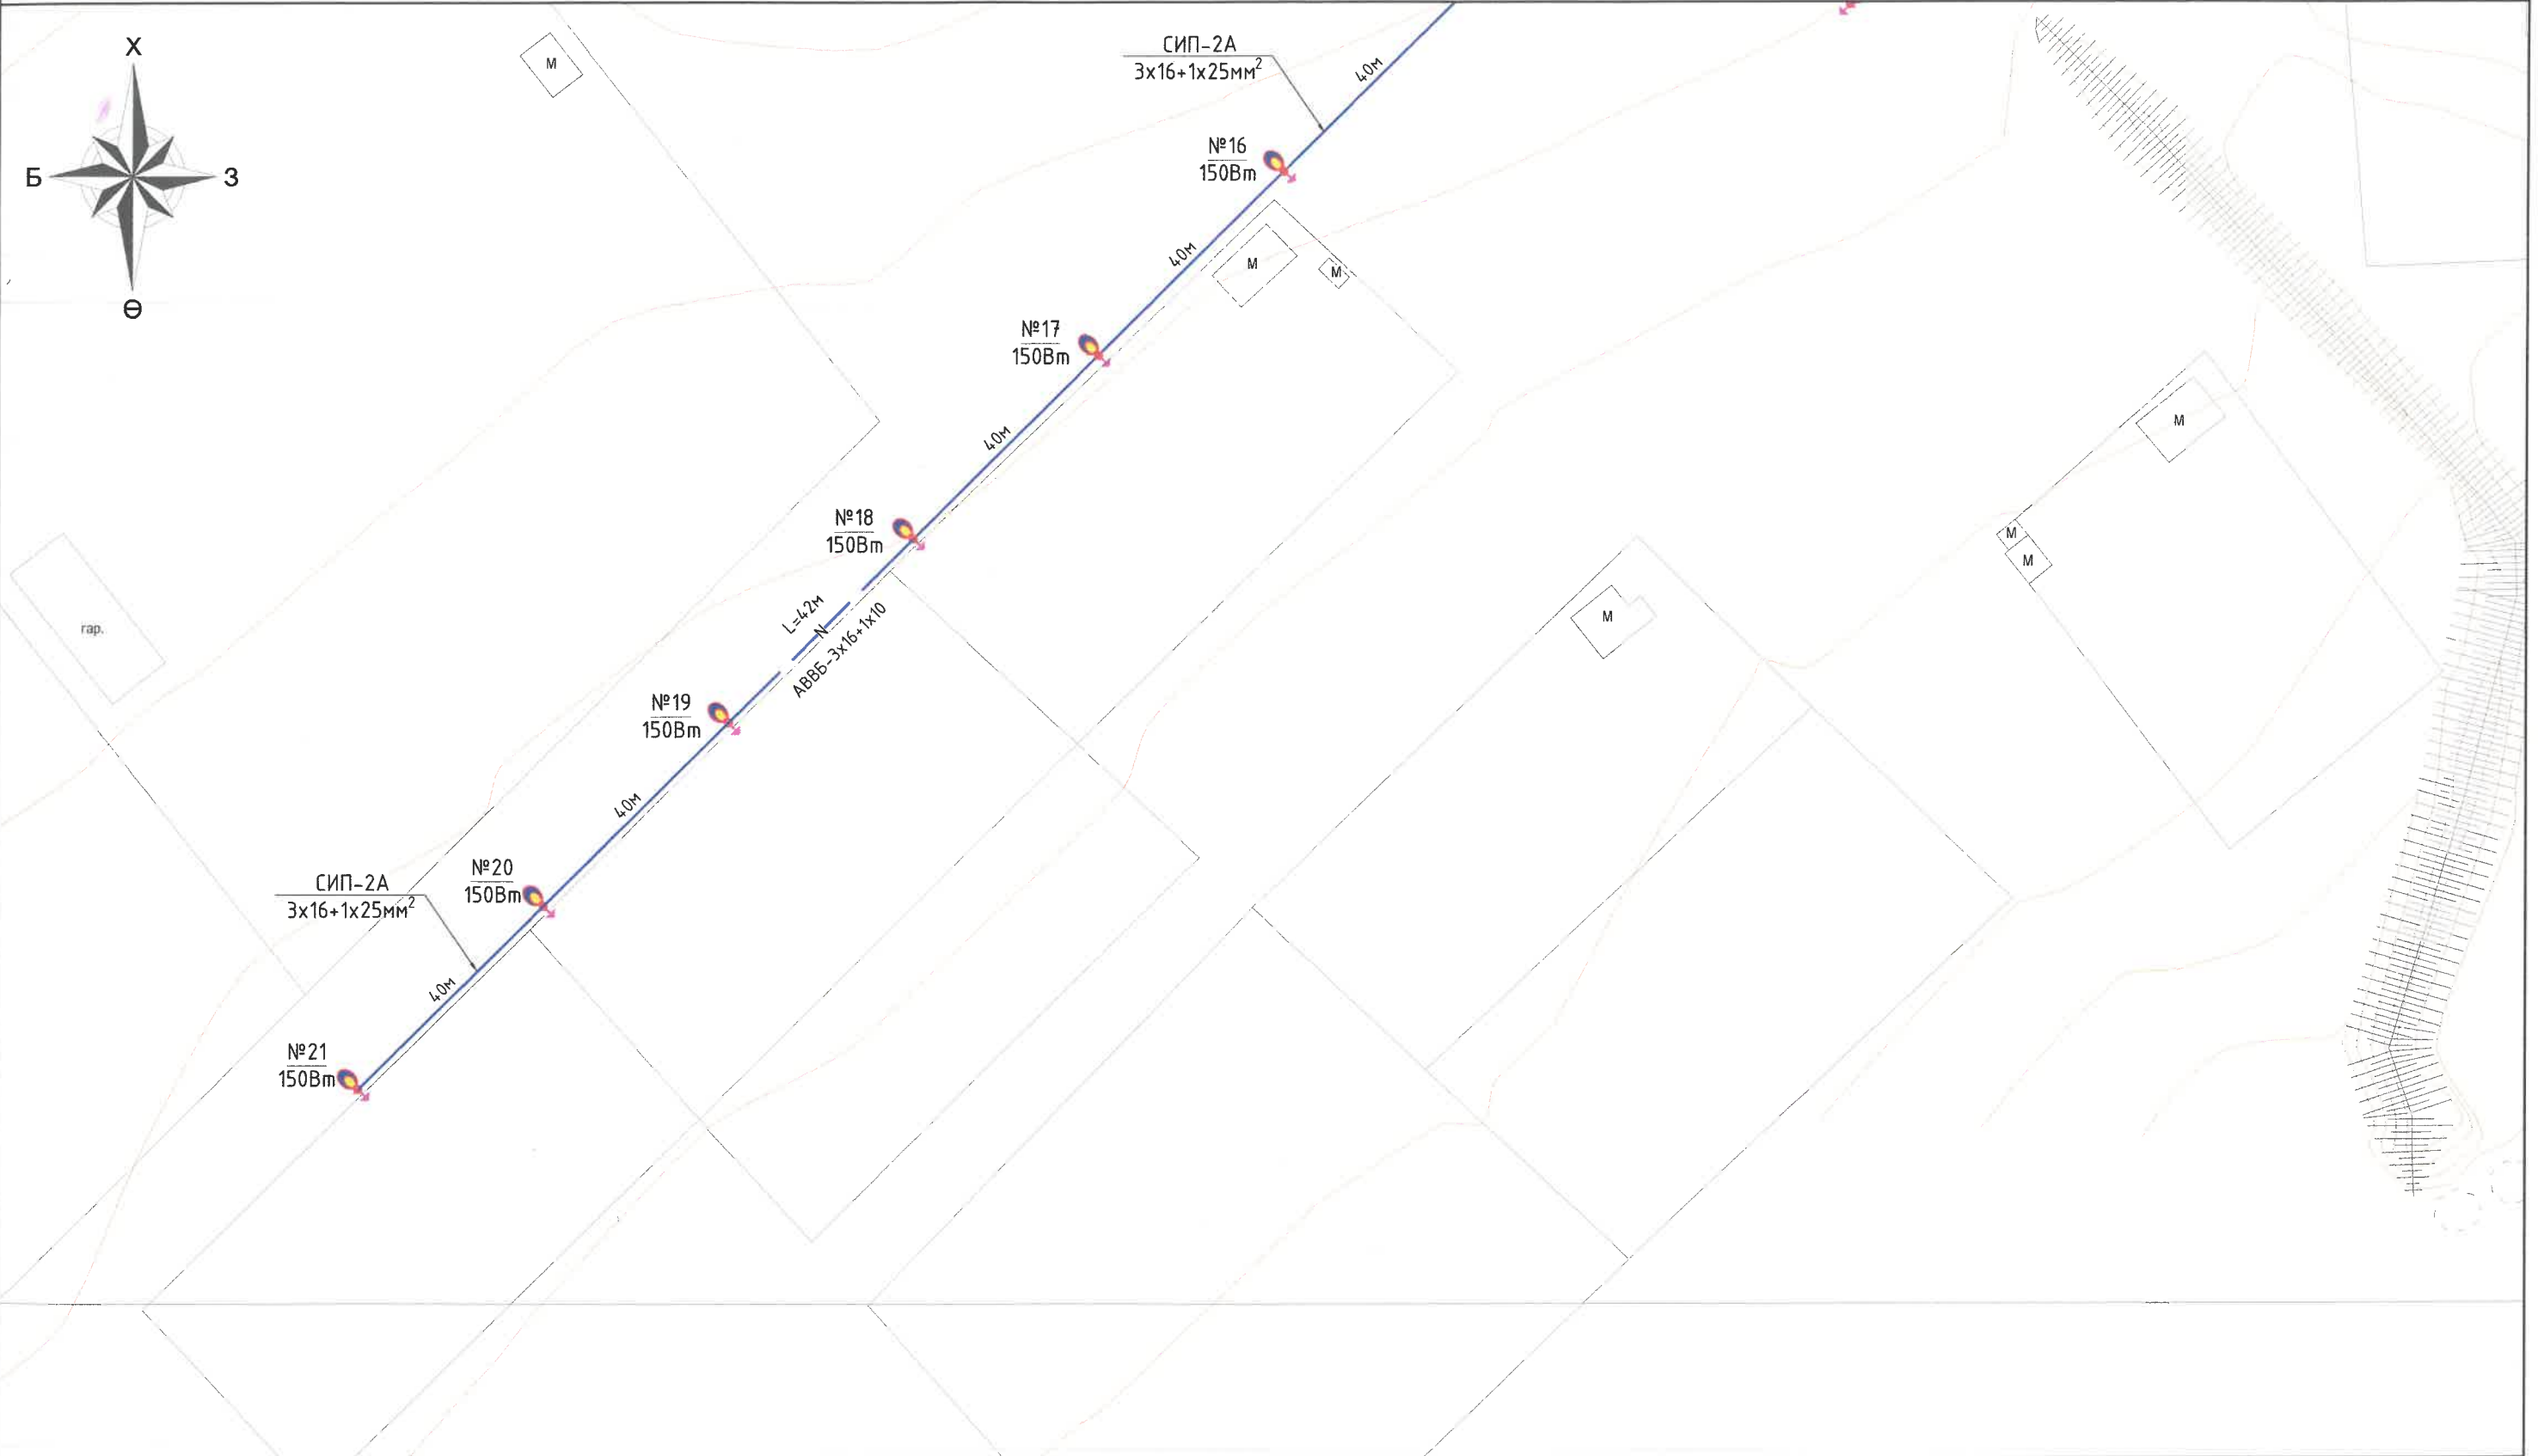 Х
Б
З
Ө
М
СИП-2А
3х16+1х25мм²
40м
№16
150Вт
40м
М
М
№17
150Вт
40м
№18
150Вт
L=42м
N
АВВБ-3х16+1х10
№19
150Вт
40м
№20
150Вт
СИП-2А
3х16+1х25мм²
40м
№21
150Вт
гар.
М
М
М
М